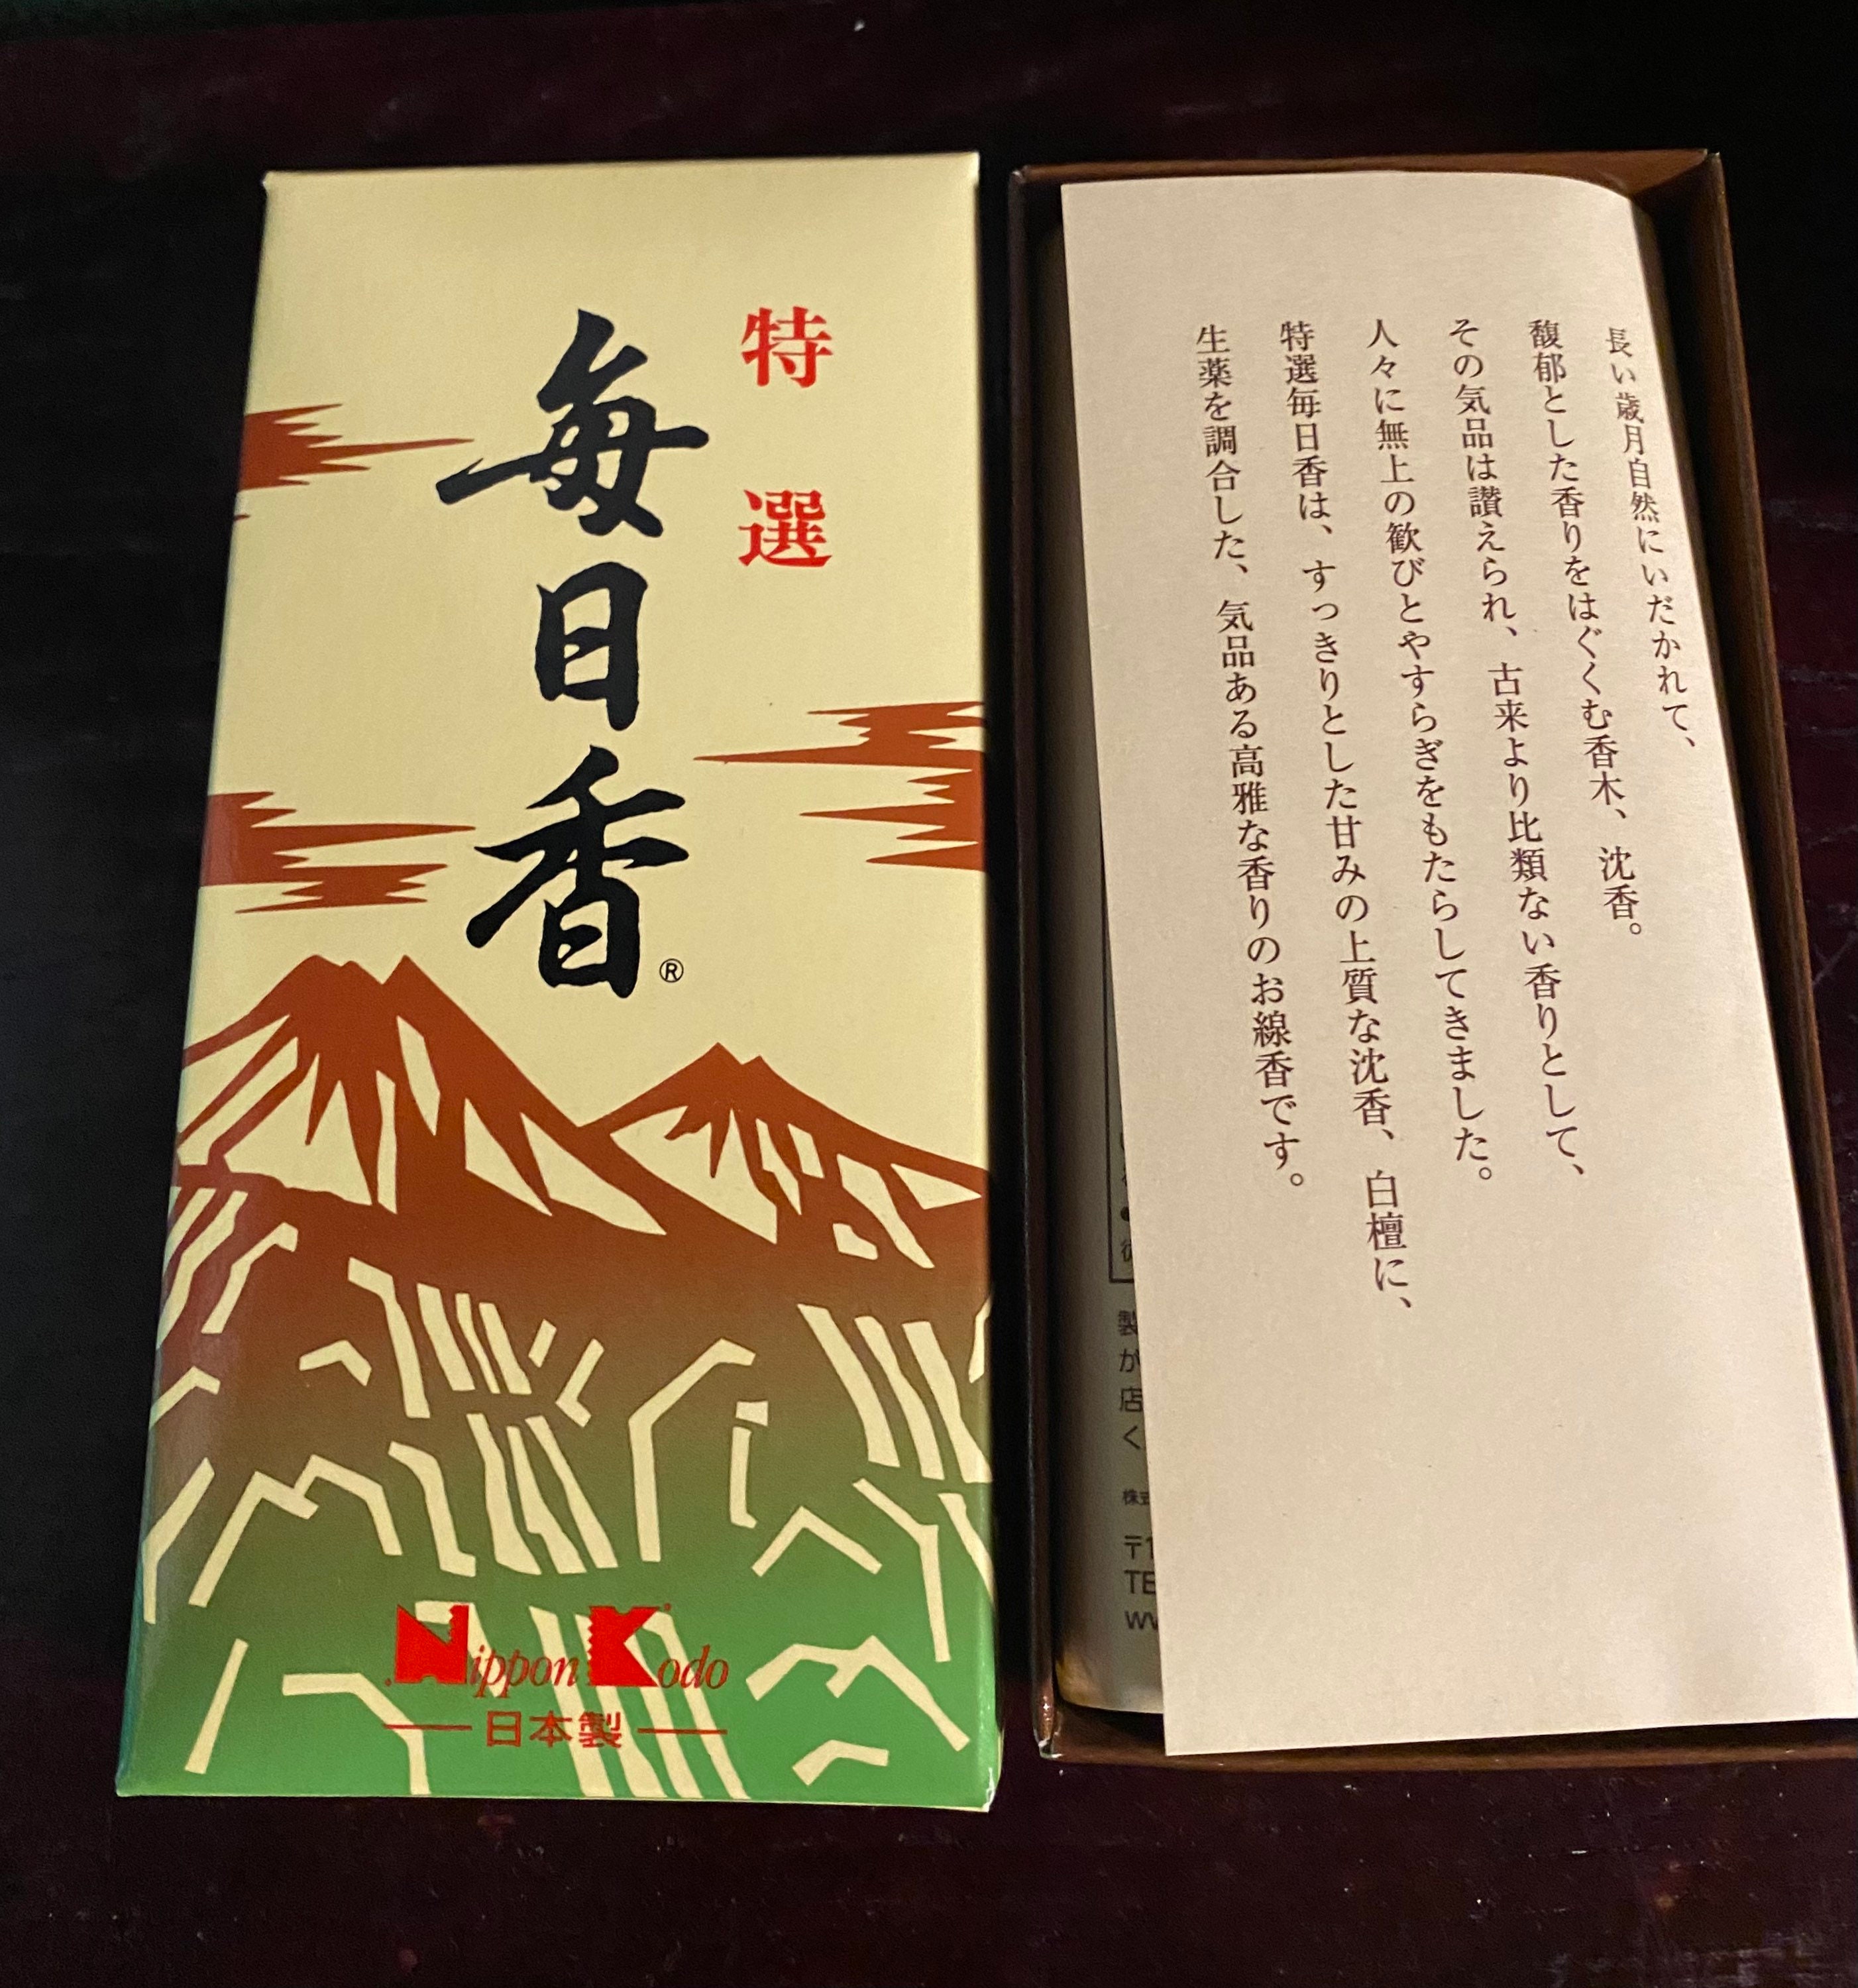 特選
毎日香®
Nippon Kodo
日本製
長い歳月自然にいだかれて、
馥郁とした香りをはぐくむ香木、沈香。
その気品は讃えられ、古来より比類ない香りとして、
人々に無上の歓びとやすらぎをもたらしてきました。
特選毎日香は、すっきりとした甘みの上質な沈香、白檀に、
生薬を調合した、気品ある高雅な香りのお線香です。
製
が
店
く
株式
〒1
TE